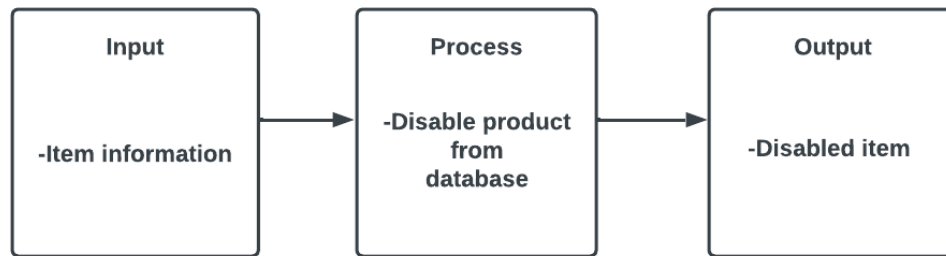 Input
-Item information
Process
-Disable product
from
database
Output
-Disabled item